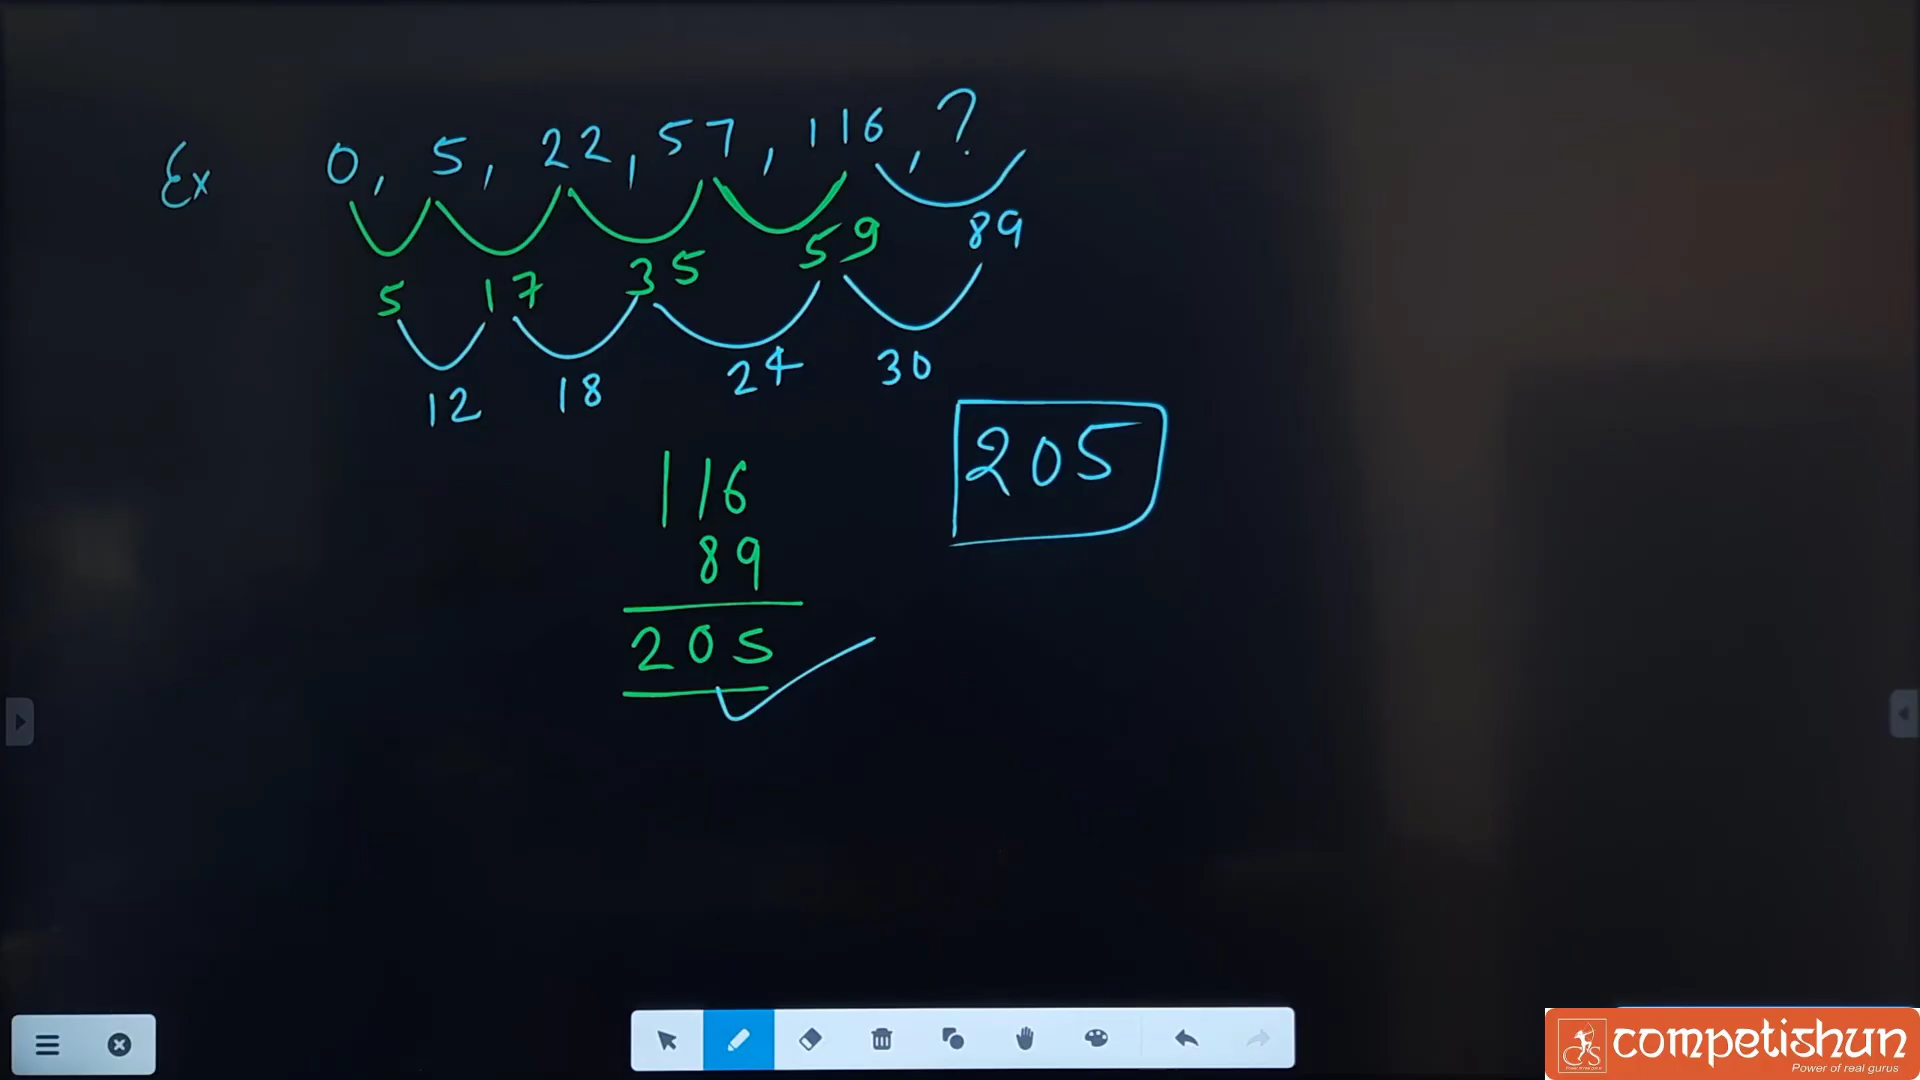 Ex 0, 5, 22, 57, 116, ?
5 17 35 59 89
12 18 24 30
116
89
205
205
competishun
Power of real gurus